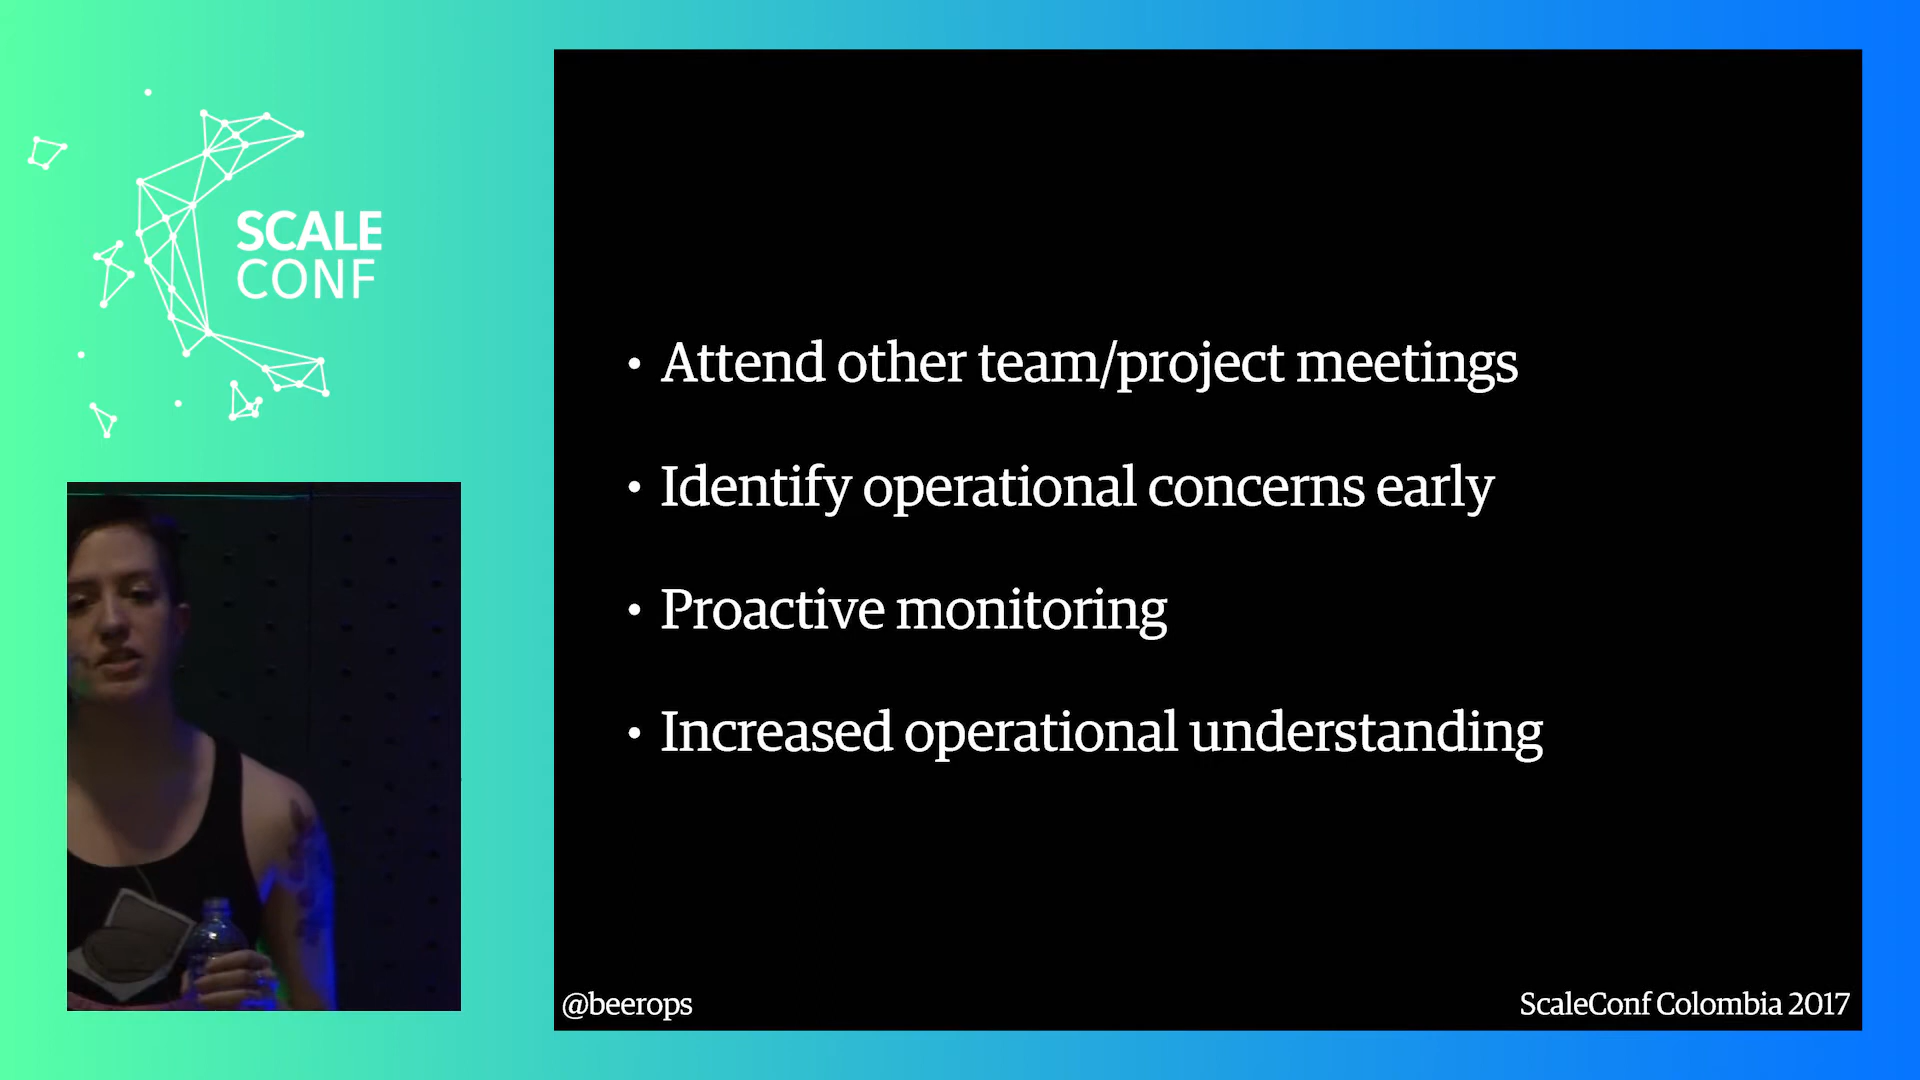 SCALE
CONF
• Attend other team/project meetings
• Identify operational concerns early
• Proactive monitoring
• Increased operational understanding
@beerops
ScaleConf Colombia 2017